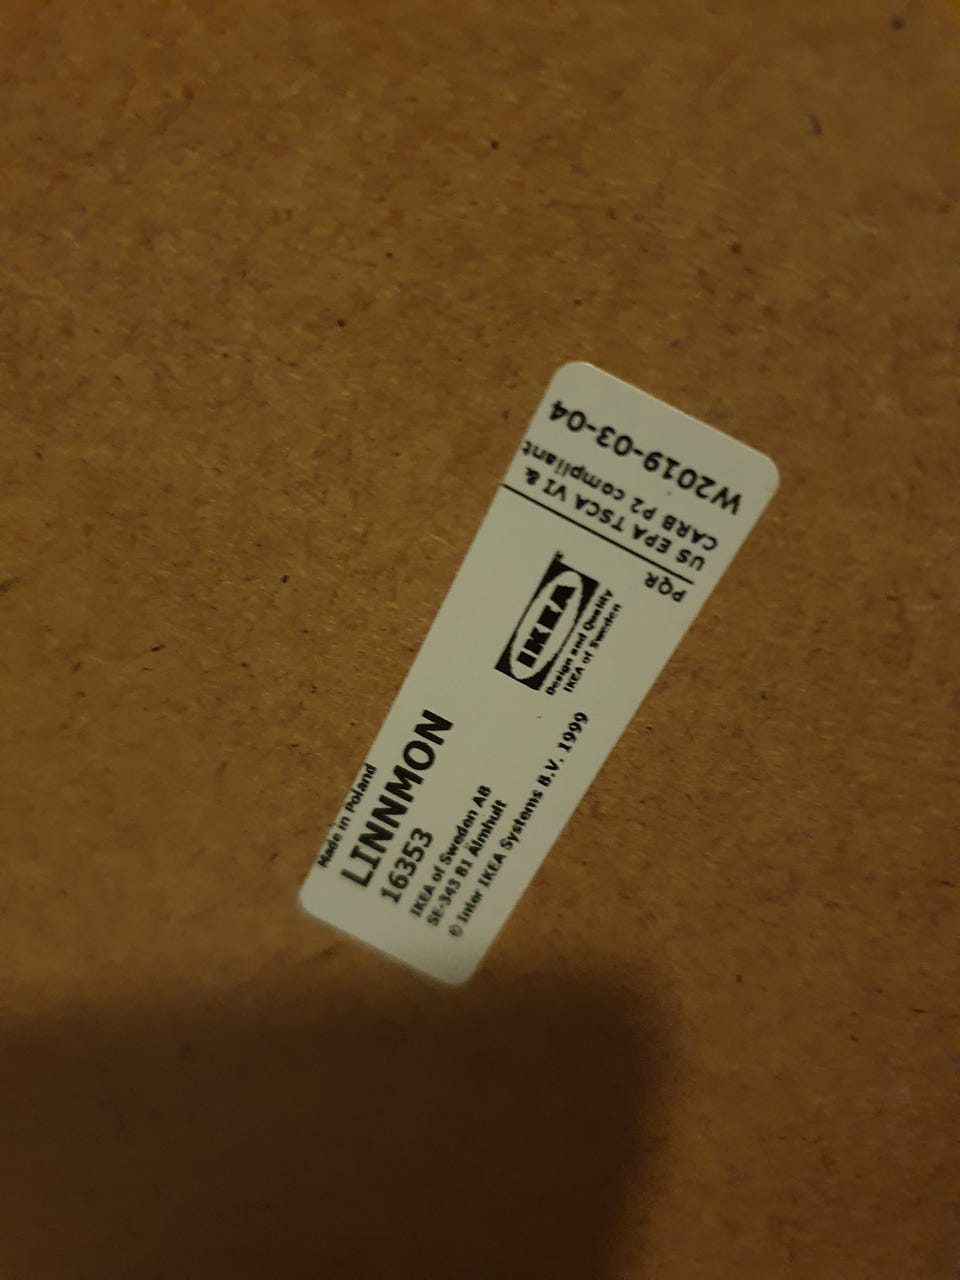 Made in Poland
LINNMON
16353
IKEA of Sweden AB
SE-343 81 Älmhult
© Inter IKEA Systems B.V. 1999
IKEA
Design and Quality
IKEA of Sweden
PQR
US EPA TSCA VI &
CARB P2 compliant
W2019-03-04